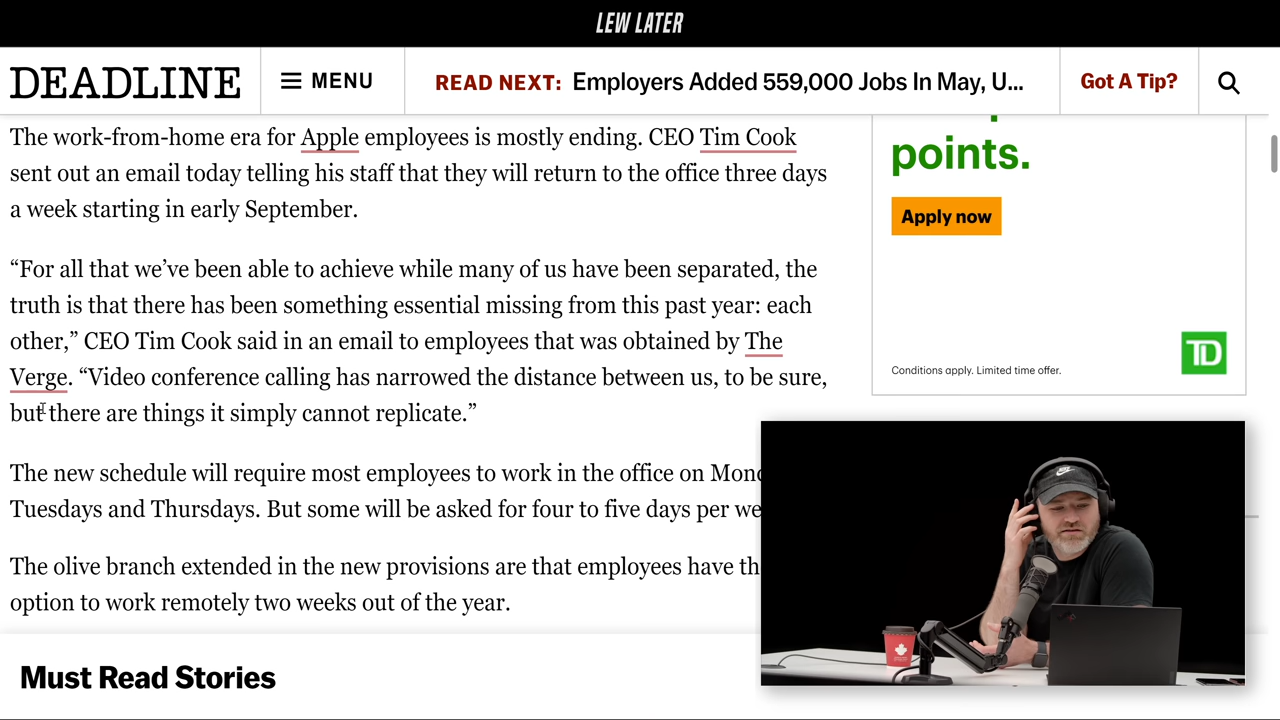 LEW LATER
DEADLINE
MENU
READ NEXT: Employers Added 559,000 Jobs In May, U...
Got A Tip?
The work-from-home era for Apple employees is mostly ending. CEO Tim Cook
sent out an email today telling his staff that they will return to the office three days
a week starting in early September.
“For all that we’ve been able to achieve while many of us have been separated, the
truth is that there has been something essential missing from this past year: each
other,” CEO Tim Cook said in an email to employees that was obtained by The
Verge. “Video conference calling has narrowed the distance between us, to be sure,
but there are things it simply cannot replicate.”
The new schedule will require most employees to work in the office on
Tuesdays and Thursdays. But some will be asked for four to five days per
The olive branch extended in the new provisions are that employees have
option to work remotely two weeks out of the year.
Must Read Stories
points.
Apply now
Conditions apply. Limited time offer.
TD